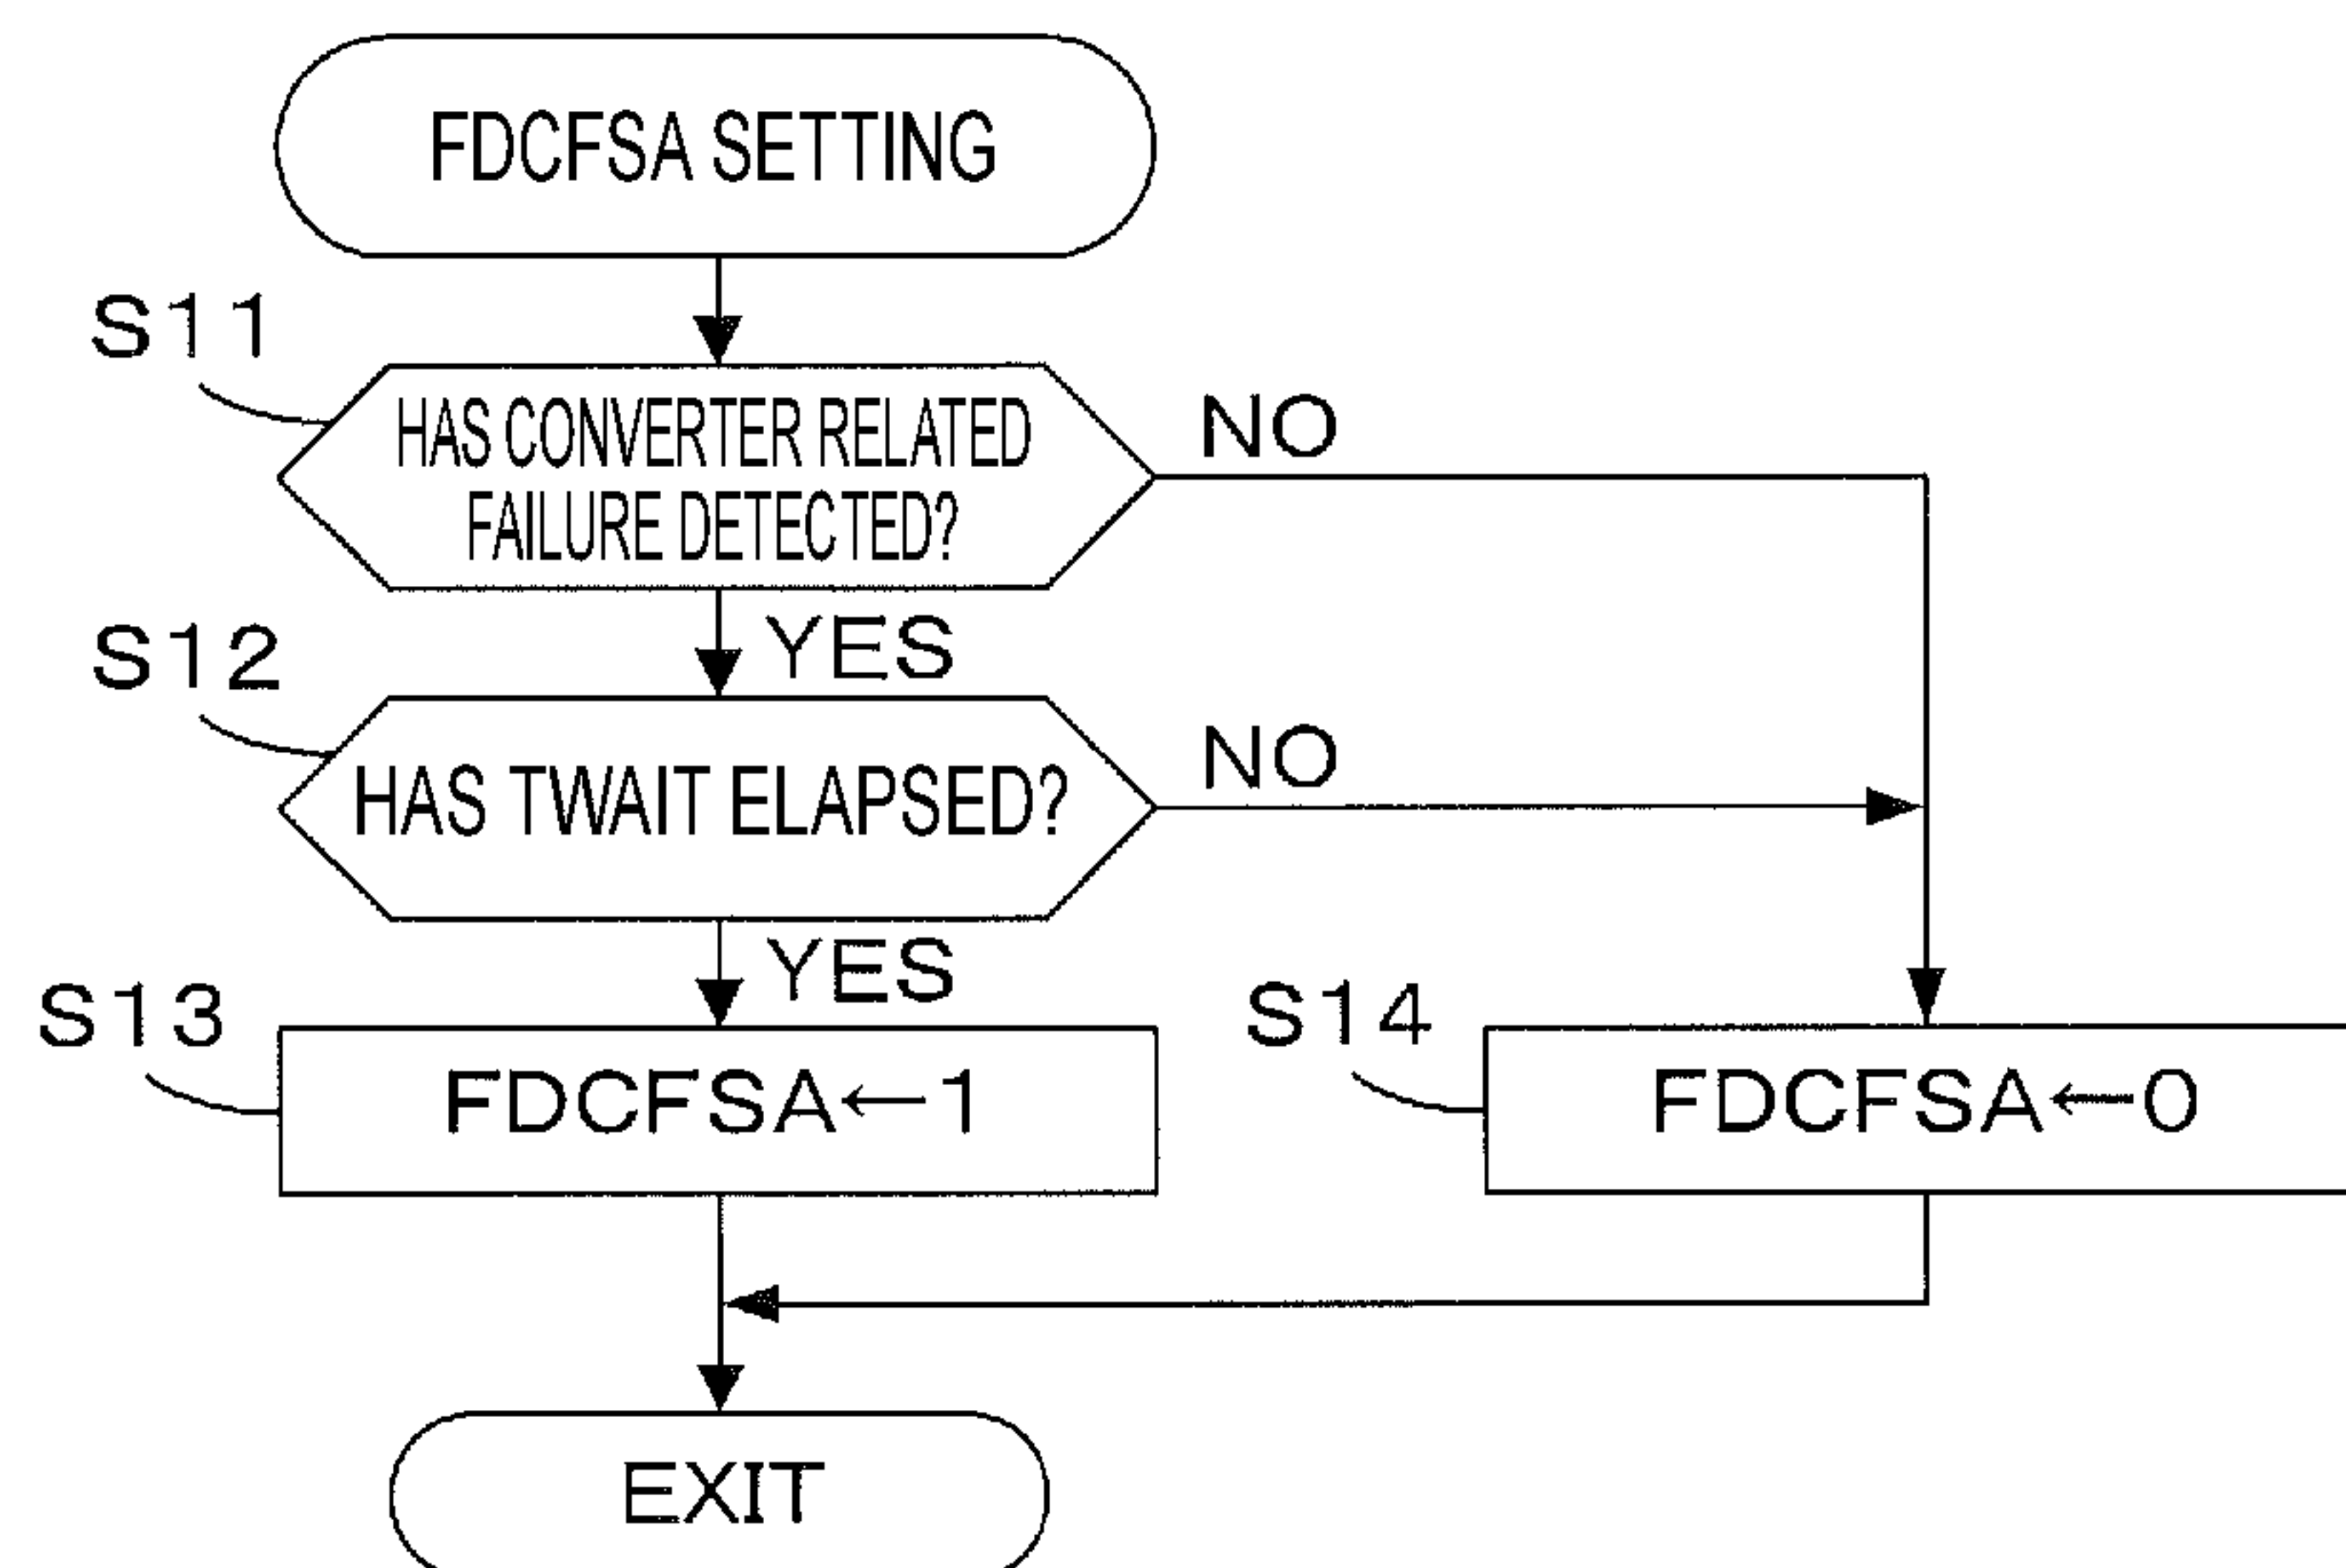 FDCFSA SETTING
S11
HAS CONVERTER RELATED
FAILURE DETECTED?
NO
YES
S12
HAS TWAIT ELAPSED?
NO
YES
S13
FDCFSA←1
S14
FDCFSA←0
EXIT